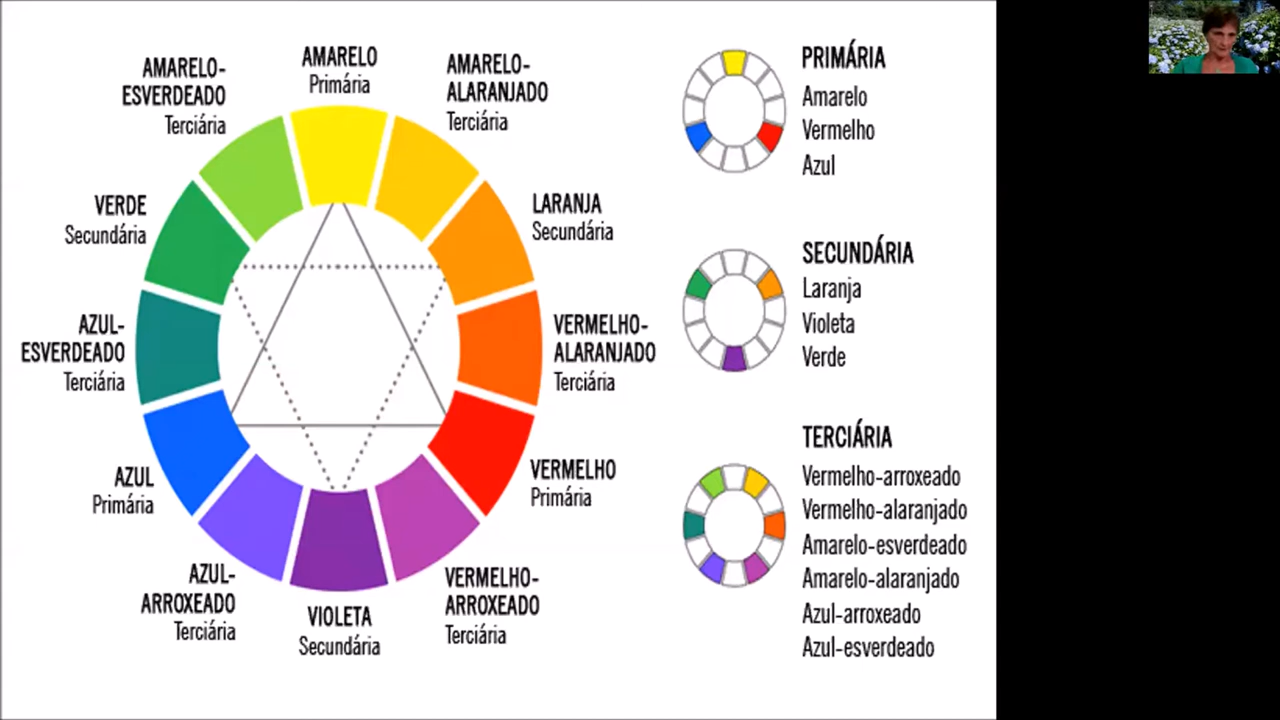 AMARELO
Primária
AMARELO-
ALARANJADO
Terciária
LARANJA
Secundária
VERMELHO-
ALARANJADO
Terciária
VERMELHO
Primária
VERMELHO-
ARROXEADO
Terciária
VIOLETA
Secundária
AZUL-
ARROXEADO
Terciária
AZUL
Primária
AZUL-
ESVERDEADO
Terciária
VERDE
Secundária
AMARELO-
ESVERDEADO
Terciária
PRIMÁRIA
Amarelo
Vermelho
Azul
SECUNDÁRIA
Laranja
Violeta
Verde
TERCIÁRIA
Vermelho-arroxeado
Vermelho-alaranjado
Amarelo-esverdeado
Amarelo-alaranjado
Azul-arroxeado
Azul-esverdeado